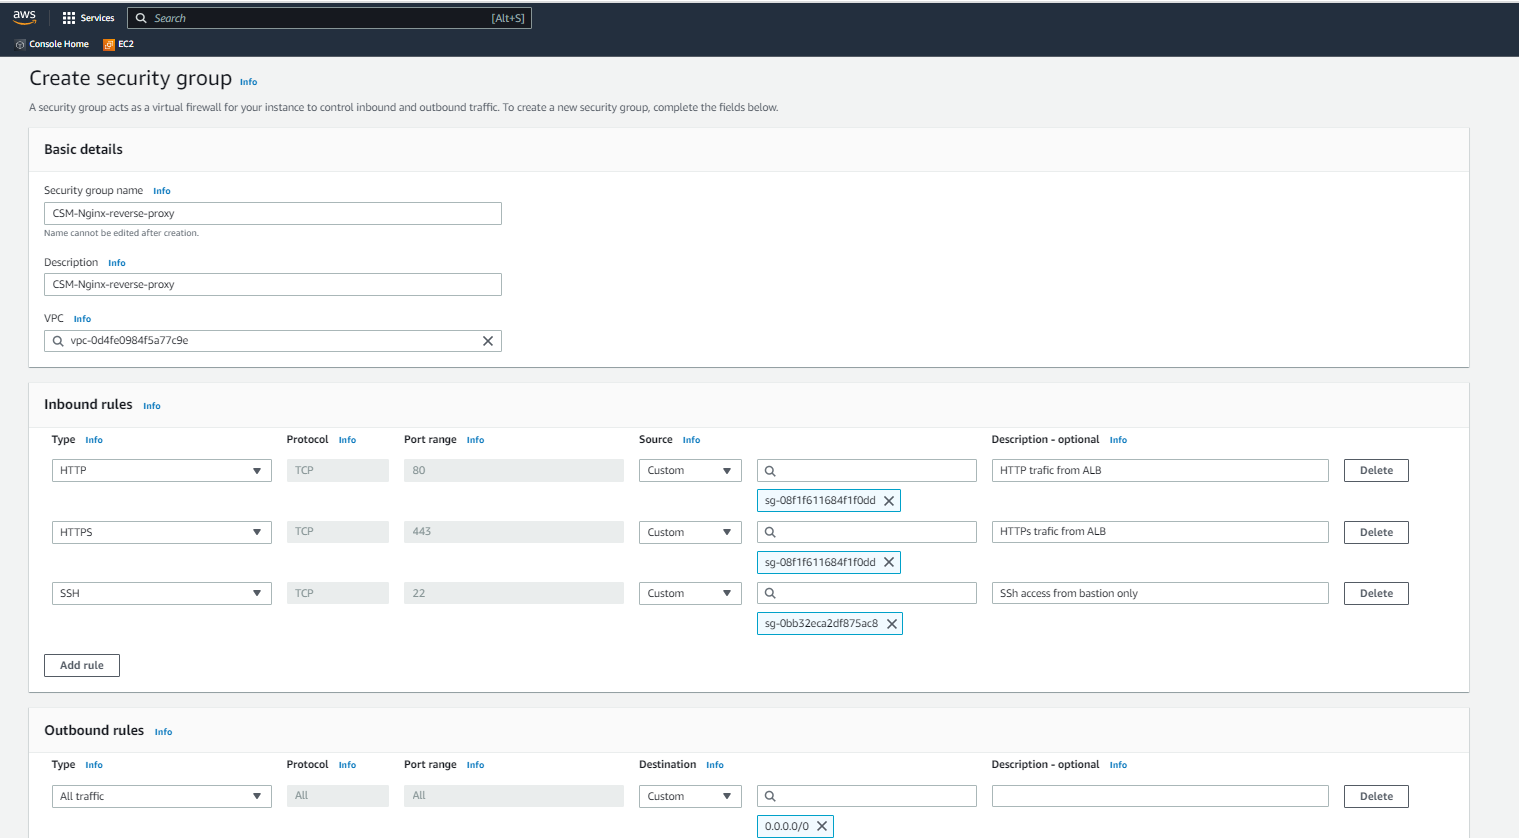 aws Services Search [Alt+S]
Console Home EC2
Create security group Info
A security group acts as a virtual firewall for your instance to control inbound and outbound traffic. To create a new security group, complete the fields below.
Basic details
Security group name Info
CSM-Nginx-reverse-proxy
Name cannot be edited after creation.
Description Info
CSM-Nginx-reverse-proxy
VPC Info
vpc-0d4fe0984f5a77c9e
Inbound rules Info
Type Info Protocol Info Port range Info Source Info Description - optional Info
HTTP TCP 80 Custom HTTP trafic from ALB Delete
sg-08f1f611684f1f0dd
HTTPS TCP 443 Custom HTTPs trafic from ALB Delete
sg-08f1f611684f1f0dd
SSH TCP 22 Custom SSh access from bastion only Delete
sg-0bb32eca2df875ac8
Add rule
Outbound rules Info
Type Info Protocol Info Port range Info Destination Info Description - optional Info
All traffic All All Custom Delete
0.0.0.0/0